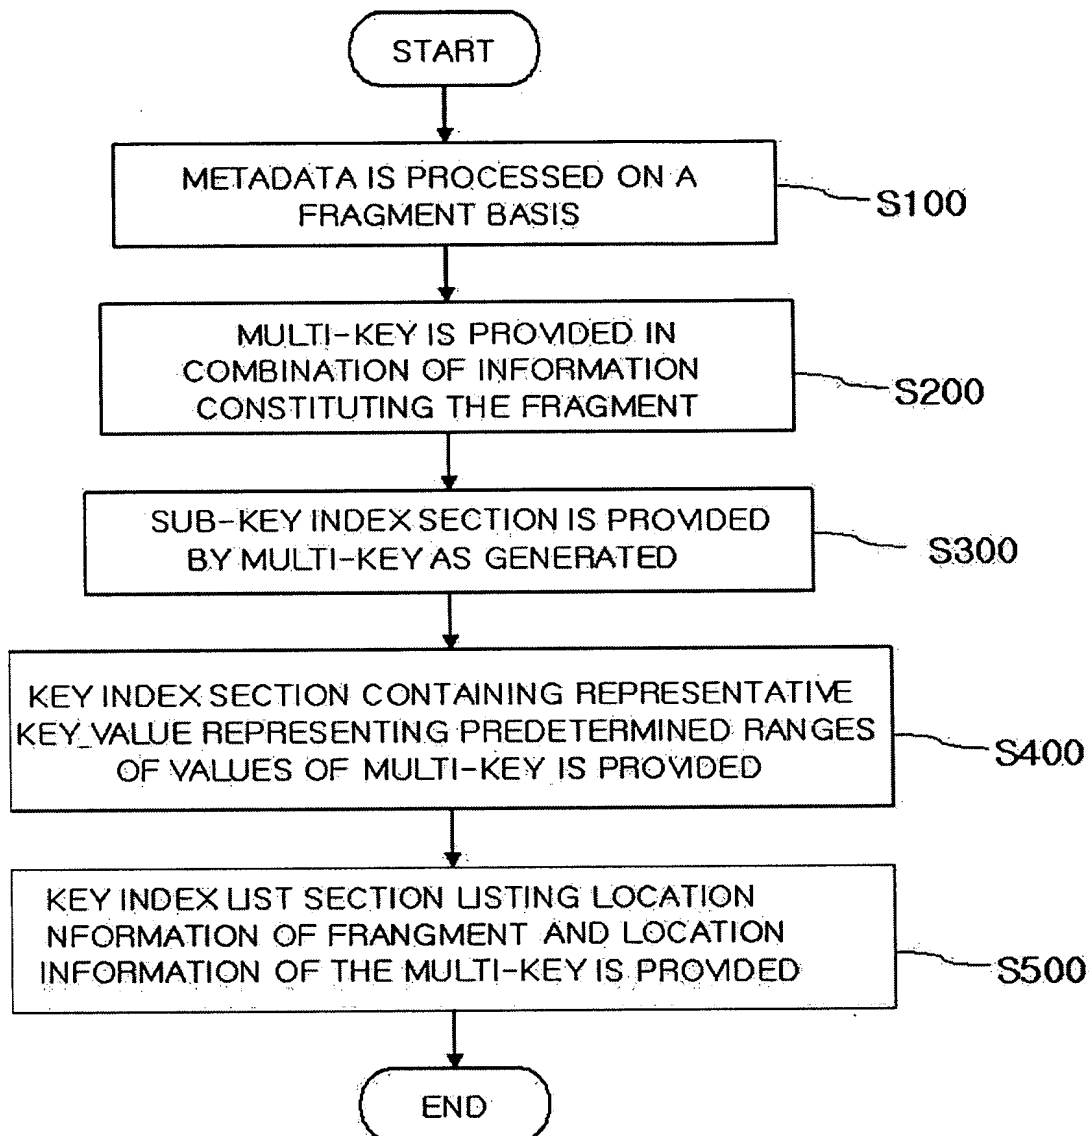 START
METADATA IS PROCESSED ON A
FRAGMENT BASIS
S100
MULTI-KEY IS PROVIDED IN
COMBINATION OF INFORMATION
CONSTITUTING THE FRAGMENT
S200
SUB-KEY INDEX SECTION IS PROVIDED
BY MULTI-KEY AS GENERATED
S300
KEY INDEX SECTION CONTAINING REPRESENTATIVE
KEY_VALUE REPRESENTING PREDETERMINED RANGES
OF VALUES OF MULTI-KEY IS PROVIDED
S400
KEY INDEX LIST SECTION LISTING LOCATION
NFORMATION OF FRANGMENT AND LOCATION
INFORMATION OF THE MULTI-KEY IS PROVIDED
S500
END